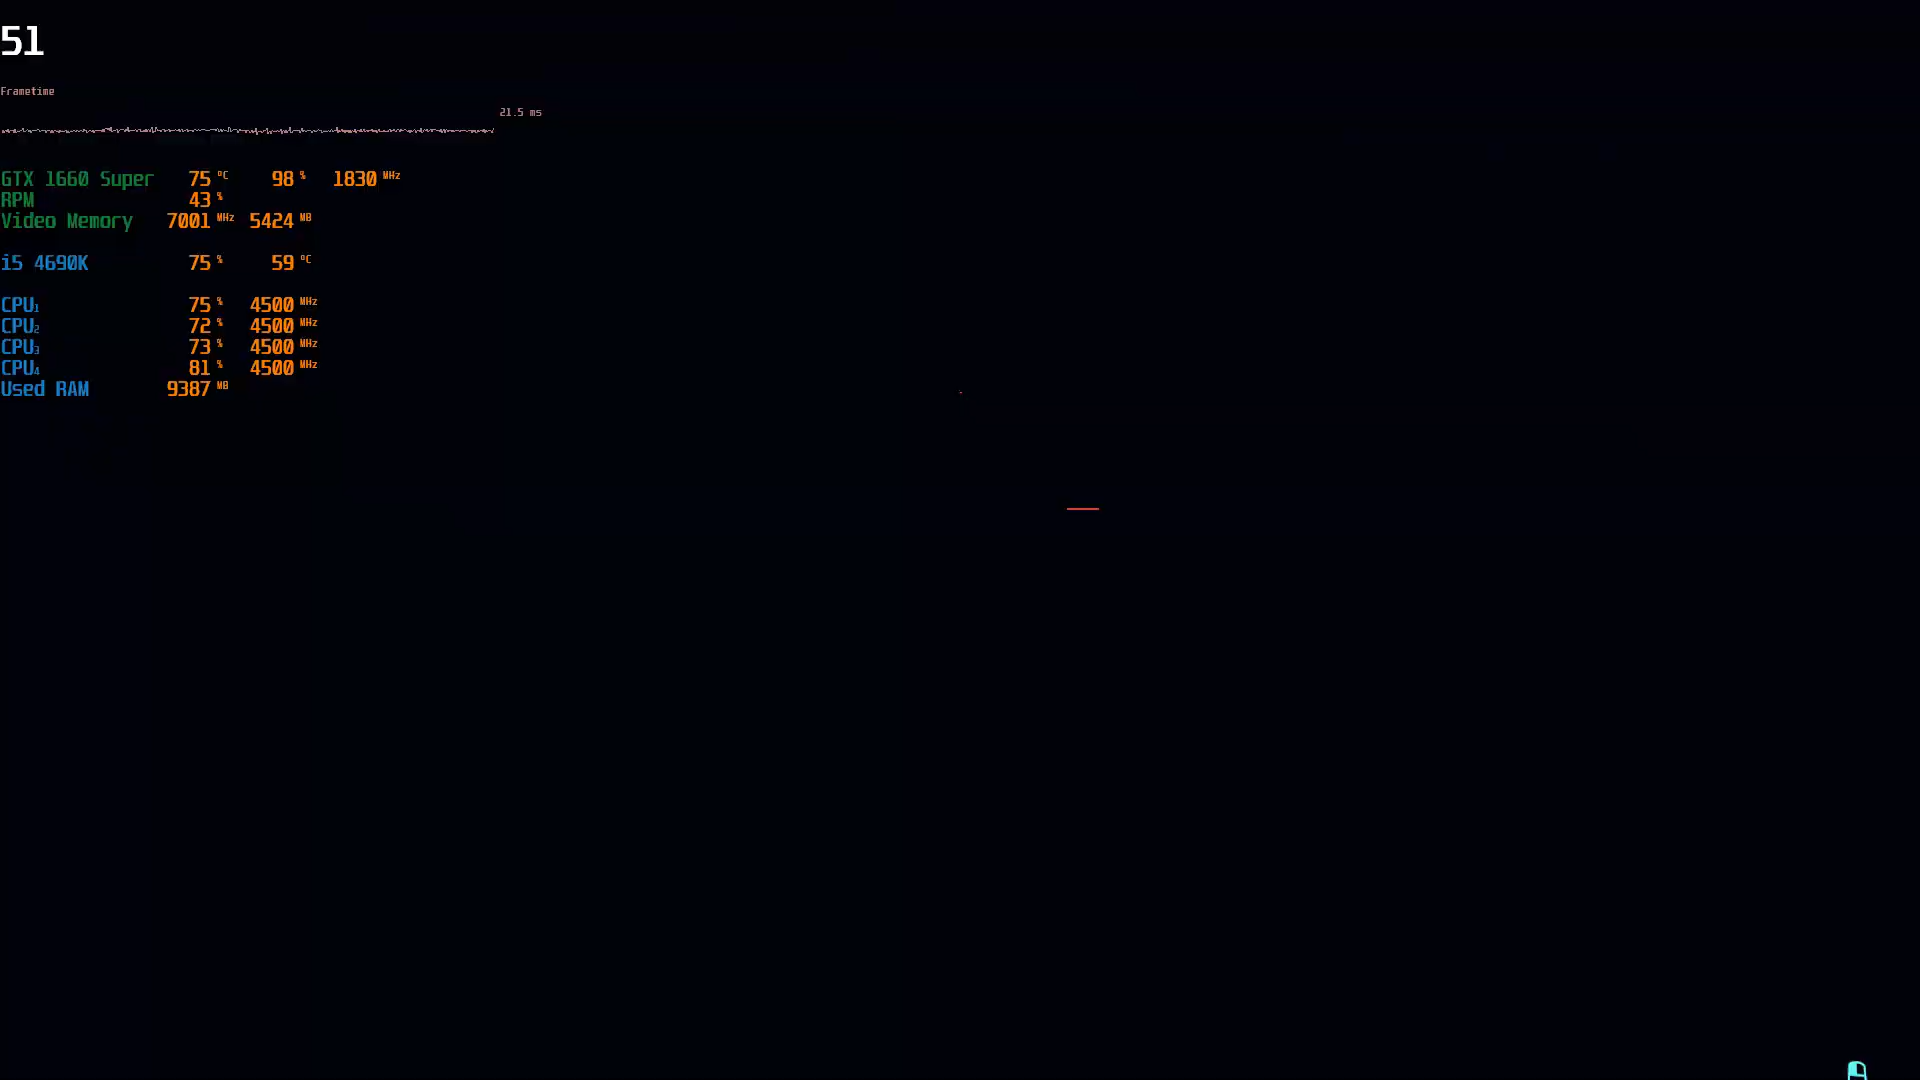 51
Frametime
21.5 ms
GTX 1660 Super 75 °C 98 % 1830 MHz
RPM 43 %
Video Memory 7001 MHz 5424 MB
i5 4690K 75 % 59 °C
CPU1 75 % 4500 MHz
CPU2 72 % 4500 MHz
CPU3 73 % 4500 MHz
CPU4 81 % 4500 MHz
Used RAM 9387 MB